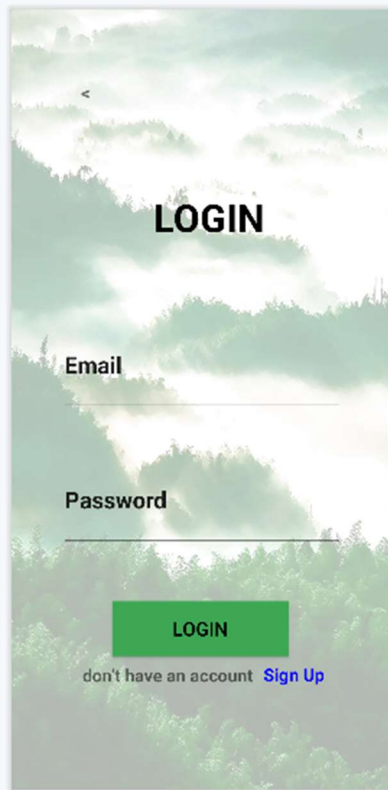 <
LOGIN
Email
Password
LOGIN
don't have an account Sign Up